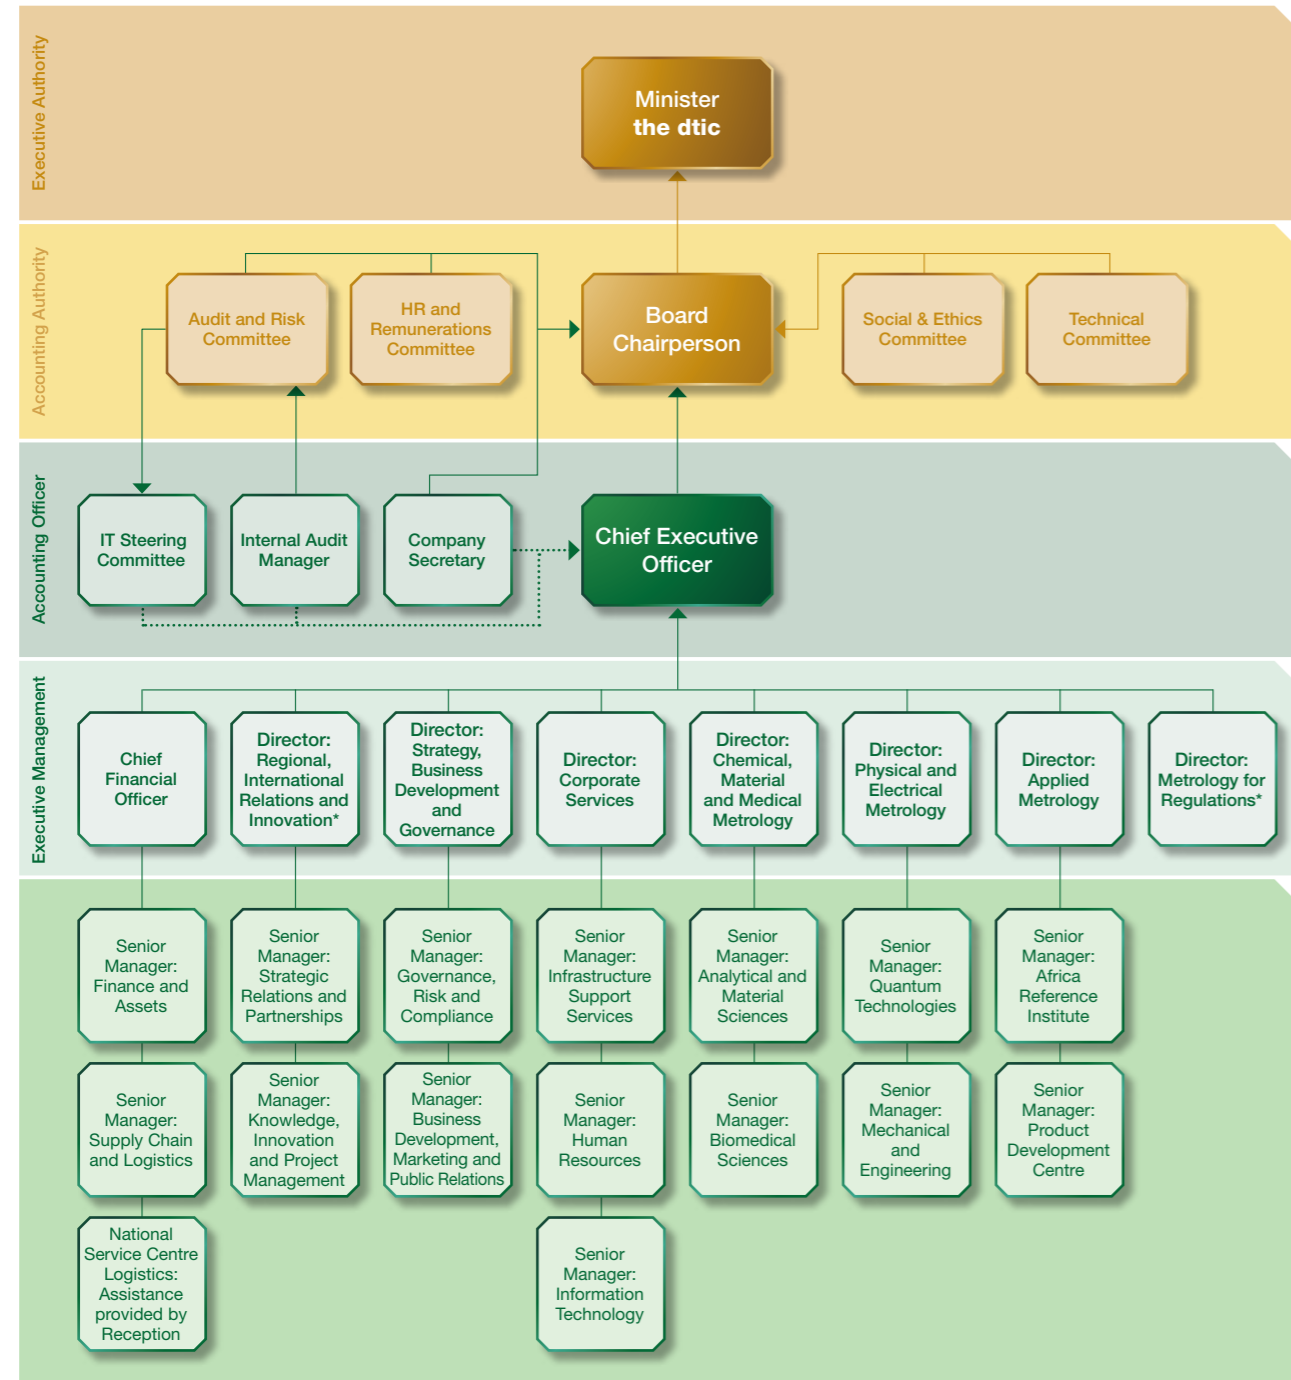 Executive Authority
Minister
the dtic
Accounting Authority
Audit and Risk
Committee
HR and
Remunerations
Committee
Board
Chairperson
Social & Ethics
Committee
Technical
Committee
Accounting Officer
IT Steering
Committee
Internal Audit
Manager
Company
Secretary
Chief Executive
Officer
Executive Management
Chief
Financial
Officer
Director:
Regional,
International
Relations and
Innovation*
Director:
Strategy,
Business
Development
and
Governance
Director:
Corporate
Services
Director:
Chemical,
Material
and Medical
Metrology
Director:
Physical and
Electrical
Metrology
Director:
Applied
Metrology
Director:
Metrology for
Regulations*
Senior
Manager:
Finance and
Assets
Senior
Manager:
Strategic
Relations and
Partnerships
Senior
Manager:
Governance,
Risk and
Compliance
Senior
Manager:
Infrastructure
Support
Services
Senior
Manager:
Analytical and
Material
Sciences
Senior
Manager:
Quantum
Technologies
Senior
Manager:
Africa
Reference
Institute
Senior
Manager:
Supply Chain
and Logistics
Senior
Manager:
Knowledge,
Innovation
and Project
Management
Senior
Manager:
Business
Development,
Marketing and
Public Relations
Senior
Manager:
Human
Resources
Senior
Manager:
Biomedical
Sciences
Senior
Manager:
Mechanical
and
Engineering
Senior
Manager:
Product
Development
Centre
National
Service Centre
Logistics:
Assistance
provided by
Reception
Senior
Manager:
Information
Technology